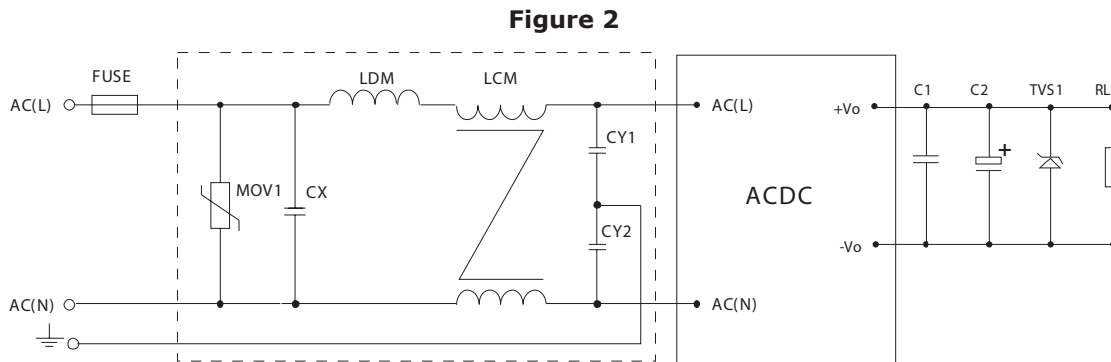 Figure 2
FUSE
LDM
LCM
AC(L)
AC(L)
CY1
MOV1
CX
CY2
AC(N)
AC(N)
ACDC
+Vo
-Vo
C1
C2
TVS1
RL
+